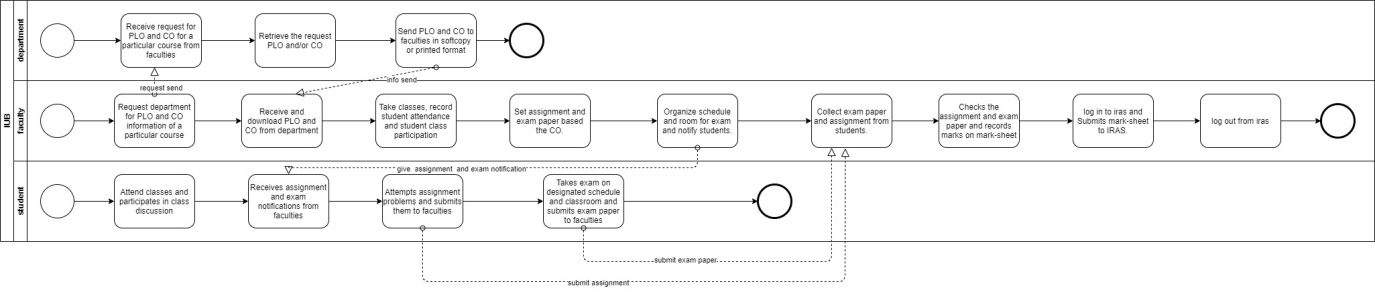 IUB
department
Receive request for
PLO and CO for a
particular course from
faculties
Retrieve the request
PLO and/or CO
Send PLO and CO to
faculties in softcopy
or printed format
request send
info send
faculty
Request department
for PLO and CO
information of a
particular course
Receive and
download PLO and
CO from department
Take classes, record
student attendance
and student class
participation
Set assignment and
exam paper based
the CO.
Organize schedule
and room for exam
and notify students.
Collect exam paper
and assignment from
students.
Checks the
assignment and exam
paper and records
marks on mark-sheet
log in to iras and
Submits mark-sheet
to IRAS.
log out from iras
give assignment and exam notification
student
Attend classes and
participates in class
discussion
Receives assignment
and exam
notifications from
faculties
Attempts assignment
problems and submits
them to faculties
Takes exam on
designated schedule
and classroom and
submits exam paper
to faculties
submit exam paper
submit assignment